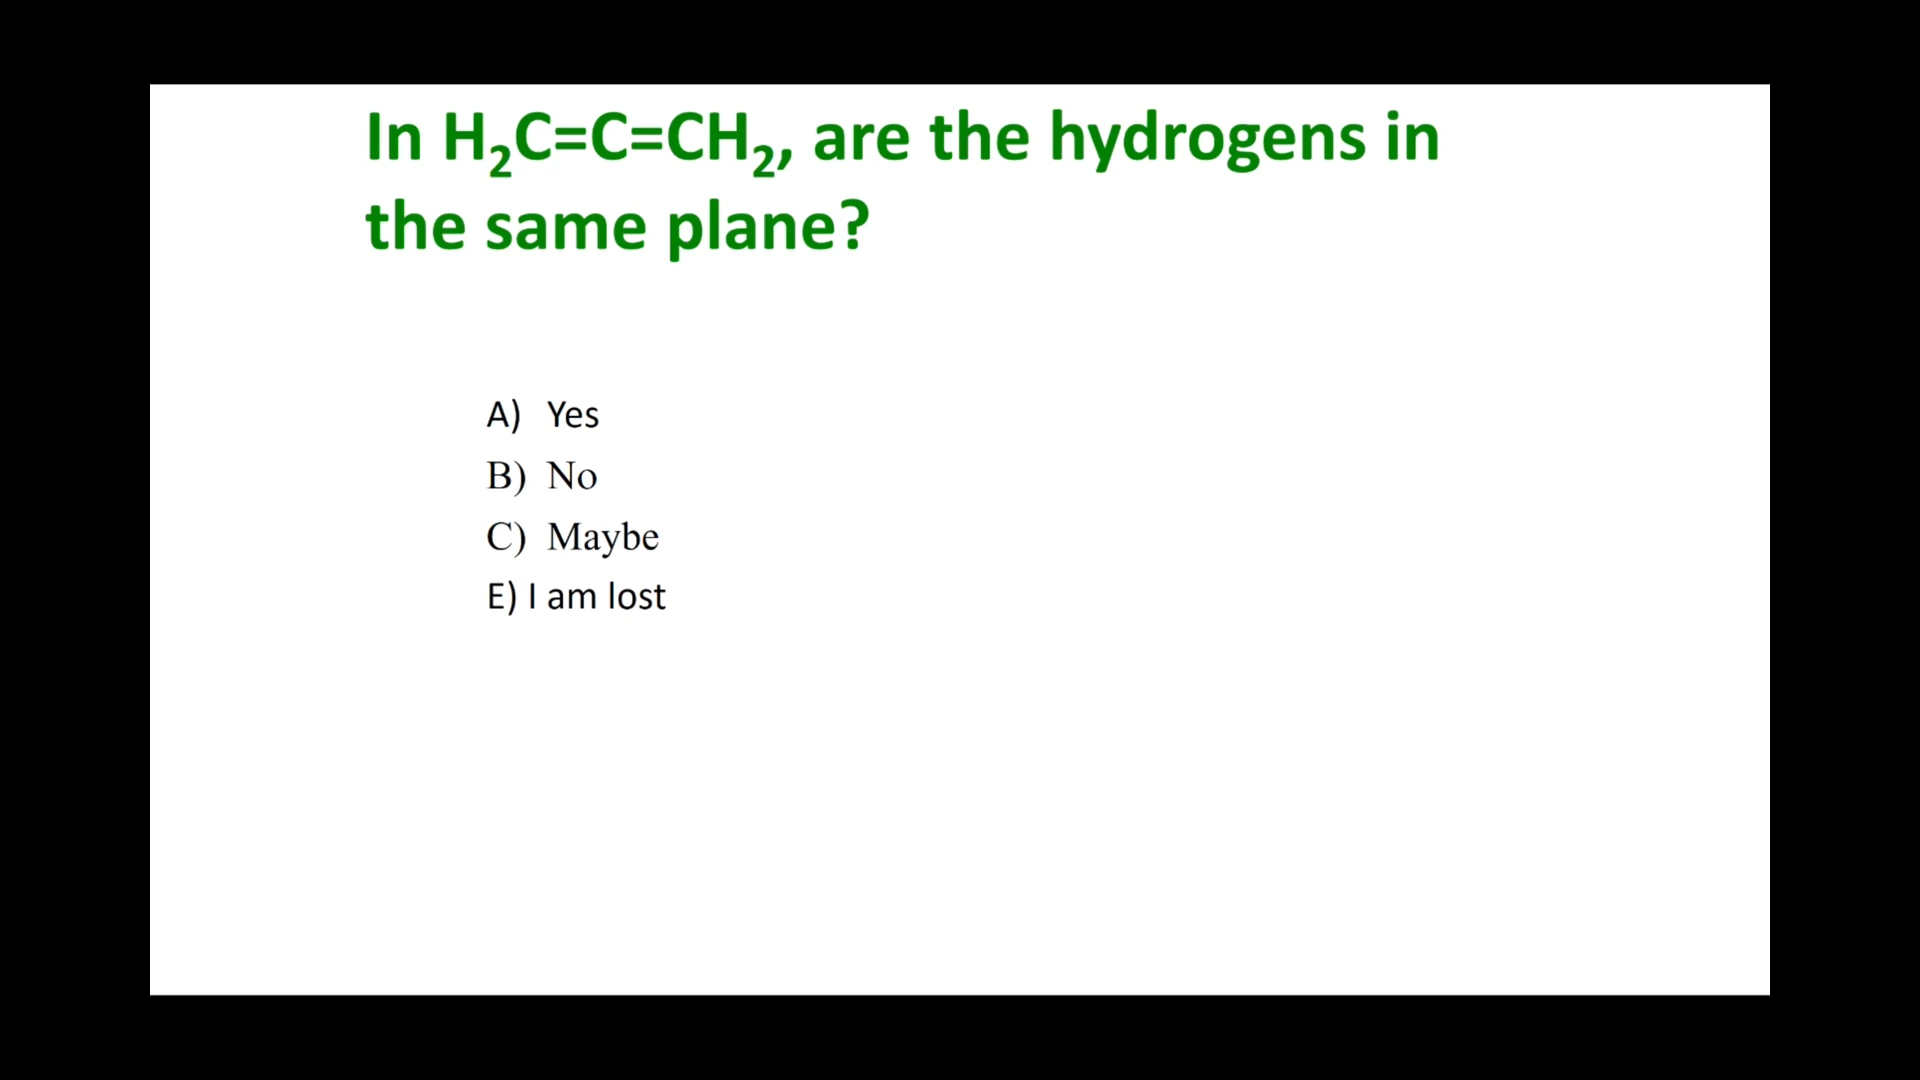 In H₂C=C=CH₂, are the hydrogens in
the same plane?
A) Yes
B) No
C) Maybe
E) I am lost